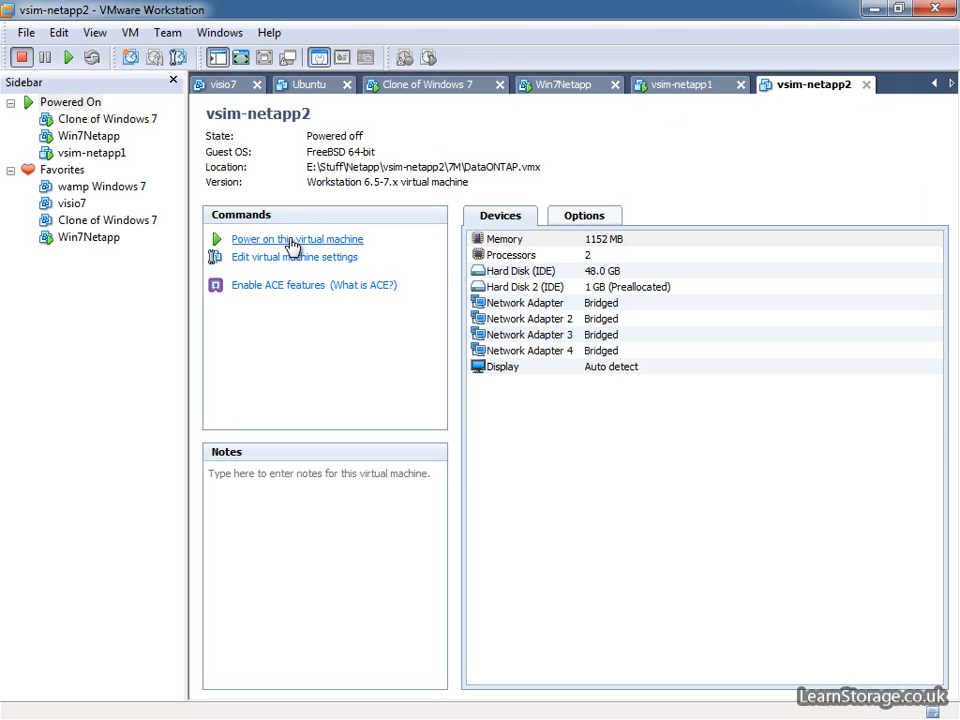 vsim-netapp2 - VMware Workstation
File Edit View VM Team Windows Help
Sidebar
visio7 Ubuntu Clone of Windows 7 Win7Netapp vsim-netapp1 vsim-netapp2
Powered On
Clone of Windows 7
Win7Netapp
vsim-netapp1
Favorites
wamp Windows 7
visio7
Clone of Windows 7
Win7Netapp
vsim-netapp2
State: Powered off
Guest OS: FreeBSD 64-bit
Location: E:\Stuff\Netapp\vsim-netapp2\7M\DataONTAP.vmx
Version: Workstation 6.5-7.x virtual machine
Commands
Power on this virtual machine
Edit virtual machine settings
Enable ACE features (What is ACE?)
Notes
Type here to enter notes for this virtual machine.
Devices Options
Memory 1152 MB
Processors 2
Hard Disk (IDE) 48.0 GB
Hard Disk 2 (IDE) 1 GB (Preallocated)
Network Adapter Bridged
Network Adapter 2 Bridged
Network Adapter 3 Bridged
Network Adapter 4 Bridged
Display Auto detect
LearnStorage.co.uk